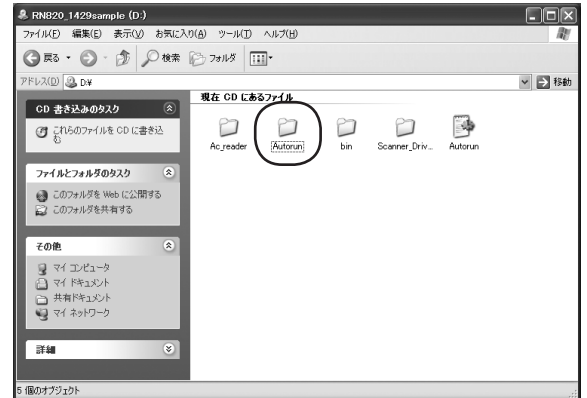 RN820_1429sample (D:)
ファイル(F) 編集(E) 表示(V) お気に入り(A) ツール(T) ヘルプ(H)
戻る 検索 フォルダ
アドレス(D) D:¥ 移動
現在 CD にあるファイル
CD 書き込みのタスク
これらのファイルを CD に書き込
む
Ac_reader Autorun bin Scanner_Driv... Autorun
ファイルとフォルダのタスク
このフォルダを Web に公開する
このフォルダを共有する
その他
マイ コンピュータ
マイ ドキュメント
共有ドキュメント
マイ ネットワーク
詳細
5 個のオブジェクト